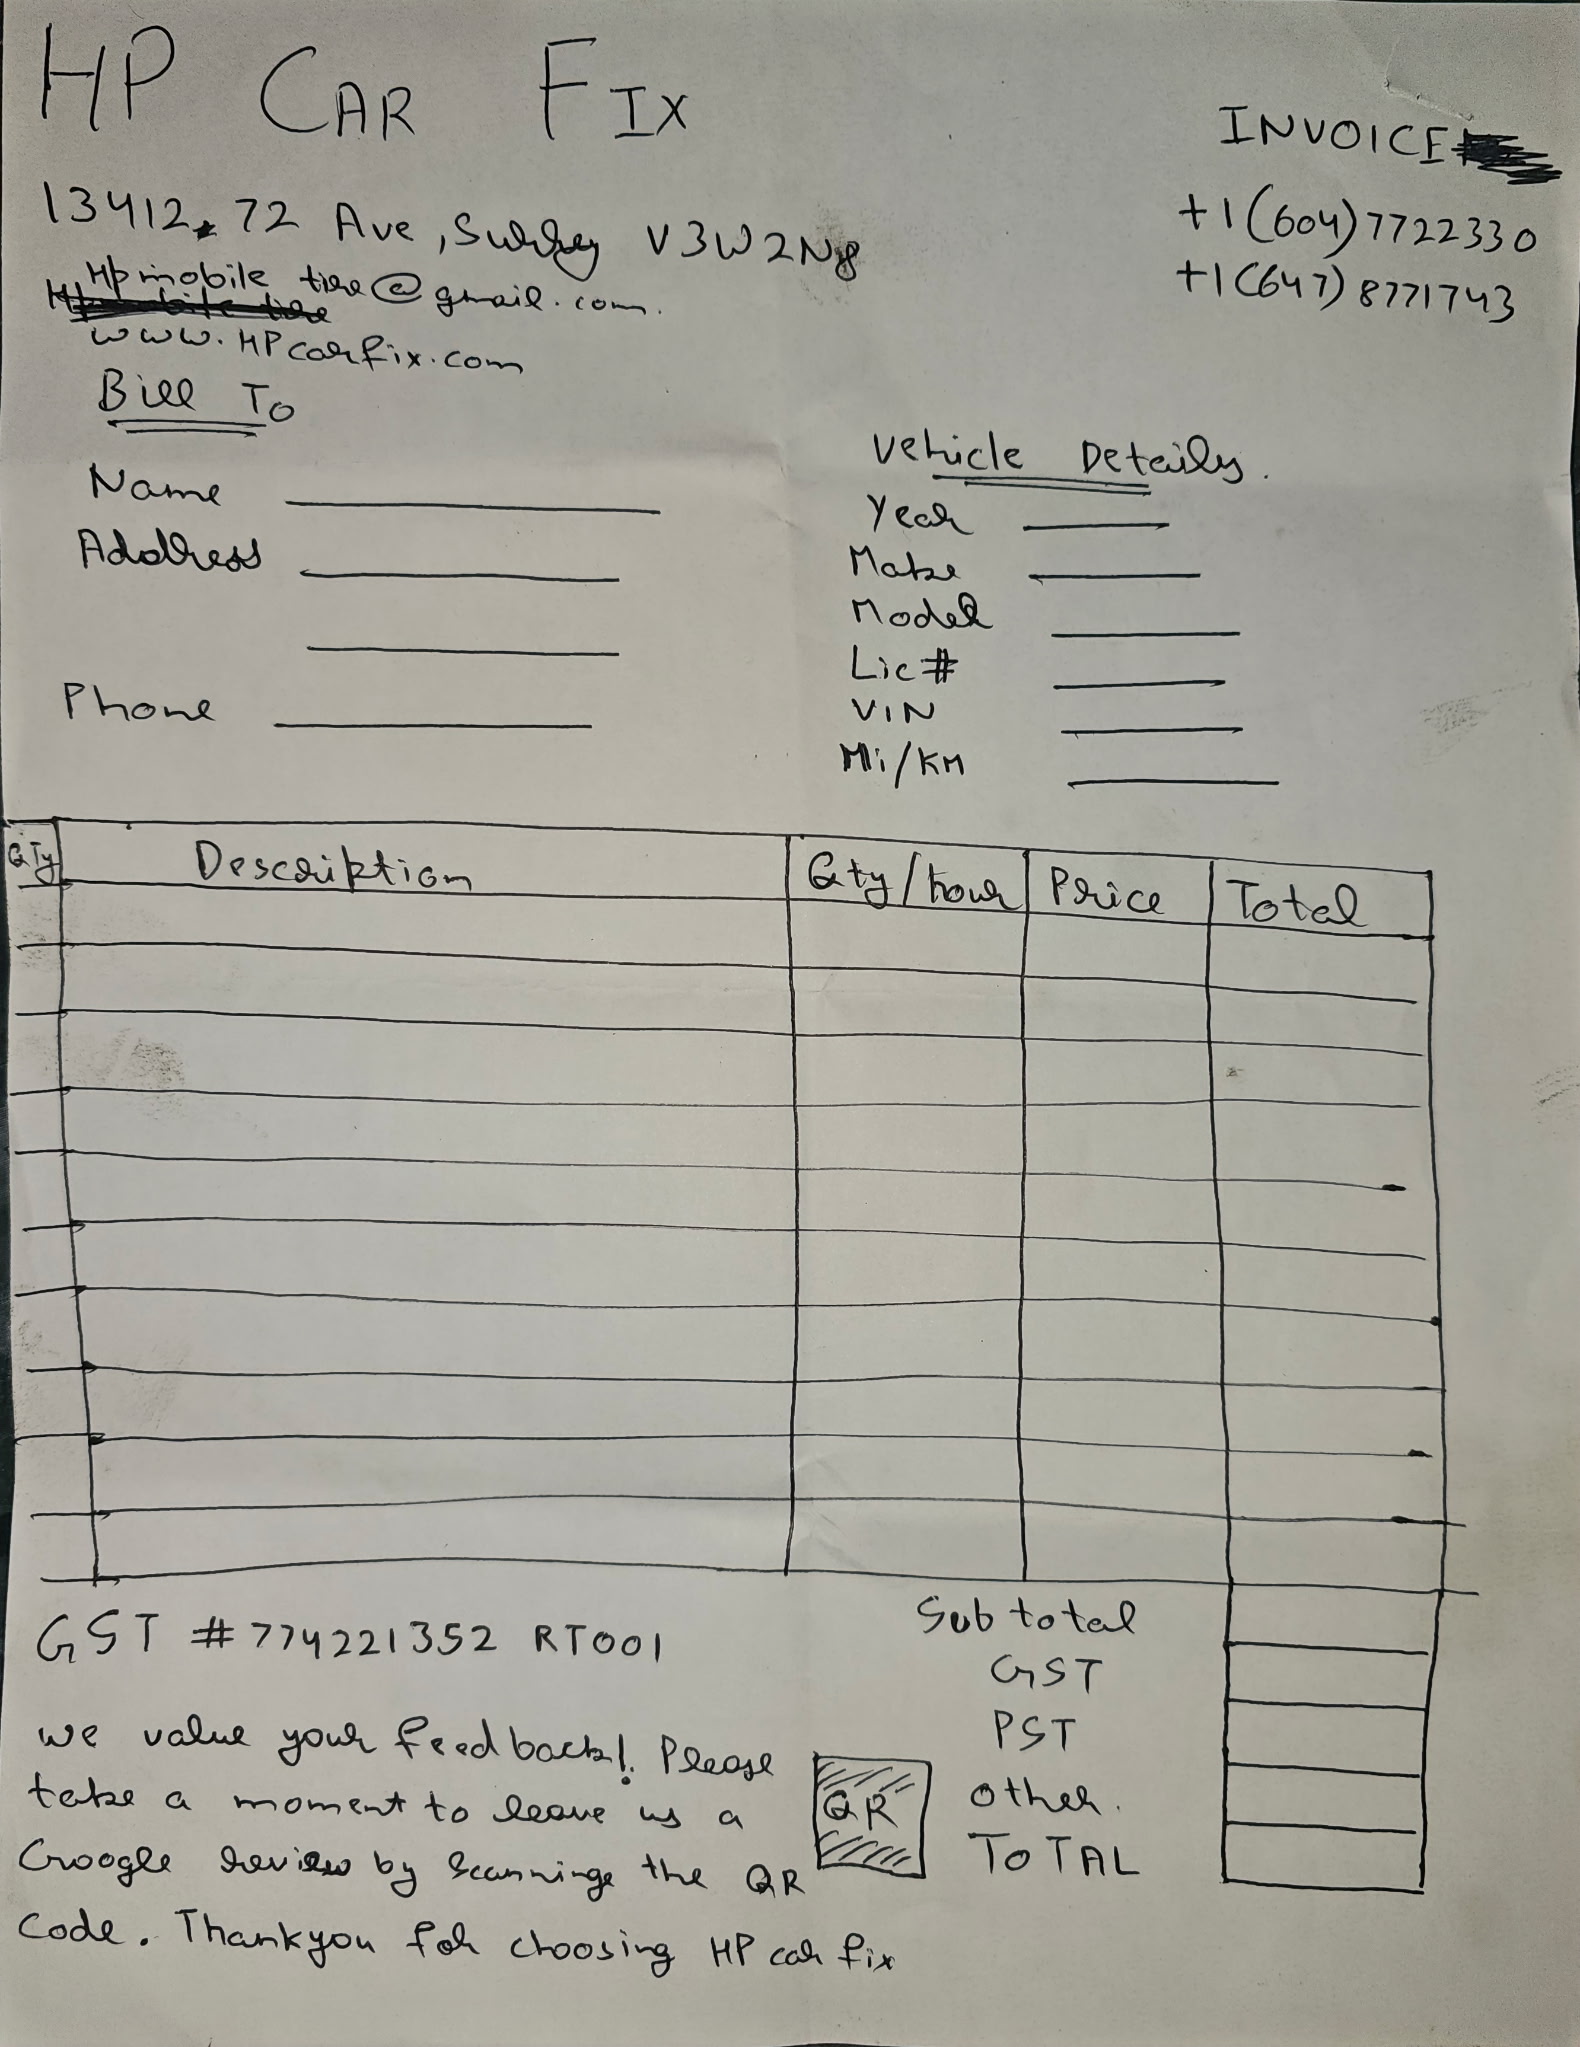 HP CAR FIX
INVOICE
13412 72 Ave, Surrey V3W2N8
+1(604)7722330
+1(647)8771743
Hp mobile tire@gmail.com.
www.HPcarfix.com
Bill To
Vehicle Details.
Name
Year
Address
Make
Model
Lic#
Phone
VIN
Mi/KM
QTy Description Qty/hour Price Total
GST #774221352 RT001
Sub total
GST
PST
other.
TOTAL
we value your feedback! Please
take a moment to leave us a
Google review by scanninge the QR
Code. Thankyou for choosing HP car fix
QR